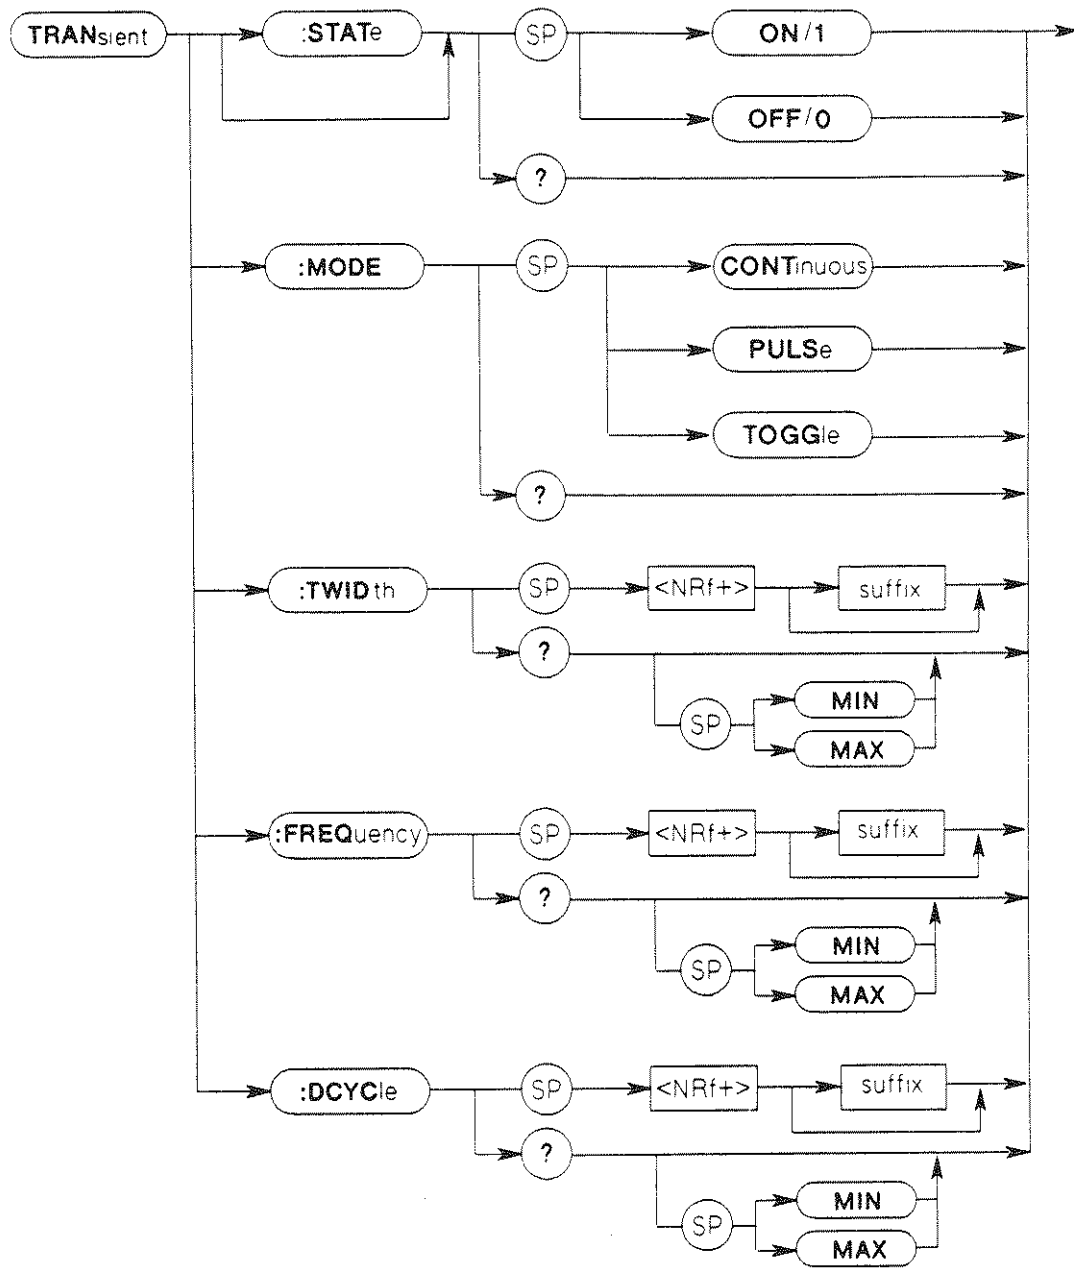 TRANsient :STATe SP ON/1
OFF/0
?
:MODE SP CONTinuous
PULSe
TOGGle
?
:TWIDth SP <NRf+> suffix
?
SP MIN
MAX
:FREQuency SP <NRf+> suffix
?
SP MIN
MAX
:DCYCle SP <NRf+> suffix
?
SP MIN
MAX